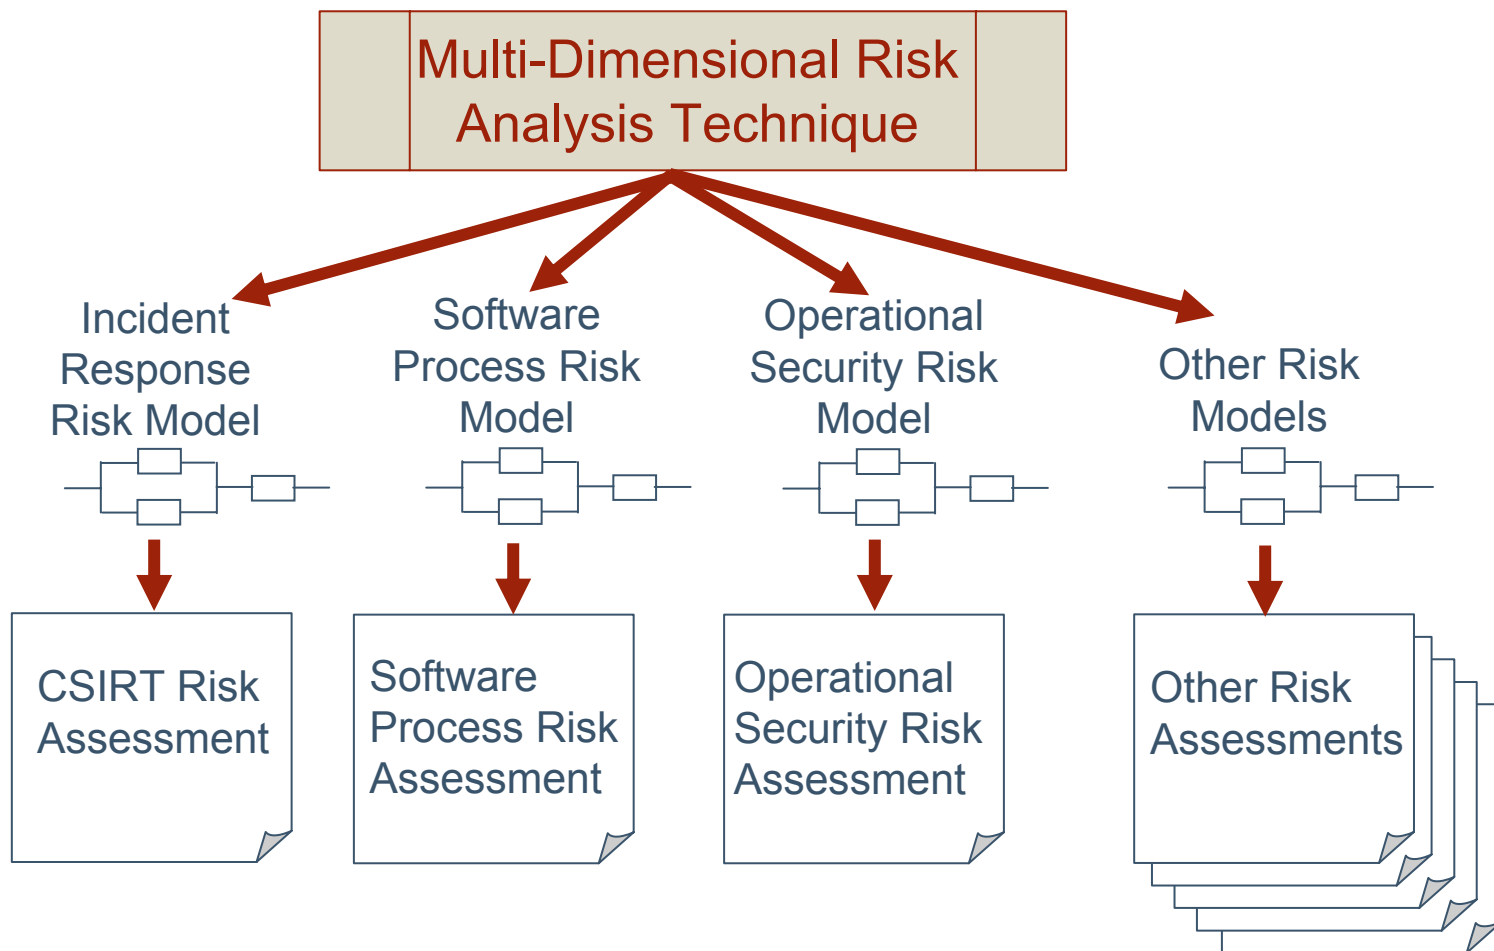 Multi-Dimensional Risk
Analysis Technique
Incident
Response
Risk Model
Software
Process Risk
Model
Operational
Security Risk
Model
Other Risk
Models
CSIRT Risk
Assessment
Software
Process Risk
Assessment
Operational
Security Risk
Assessment
Other Risk
Assessments